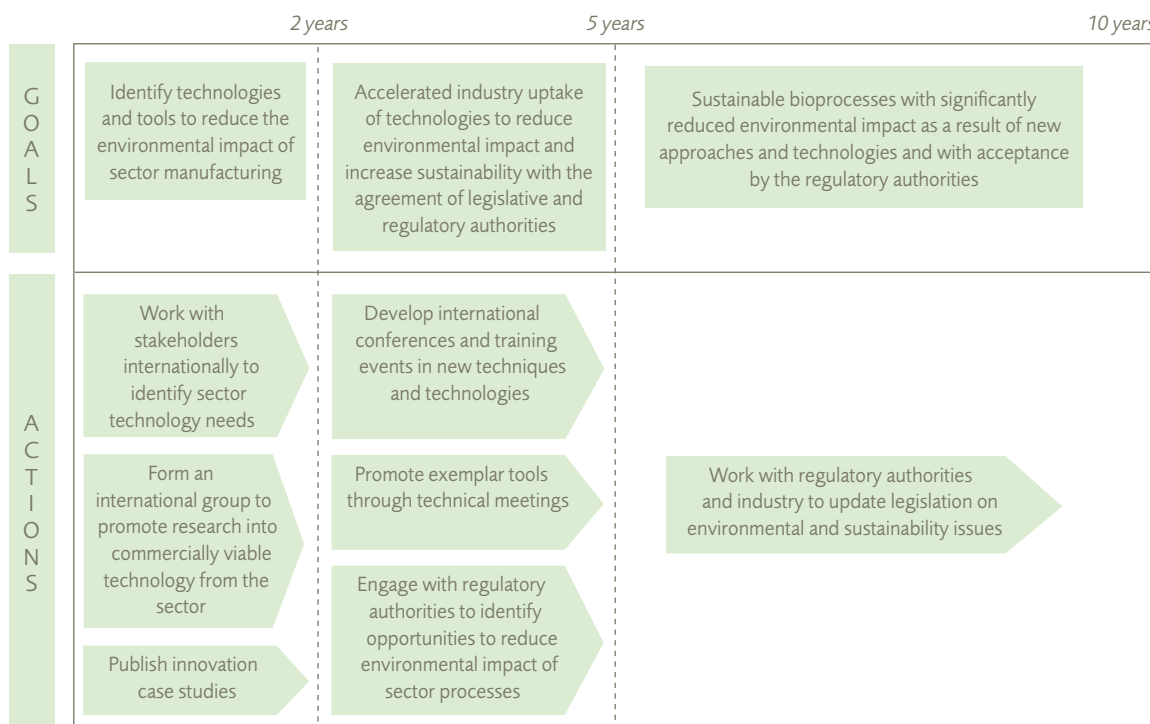 2 years
5 years
10 years
GOALS
Identify technologies
and tools to reduce the
environmental impact of
sector manufacturing
Accelerated industry uptake
of technologies to reduce
environmental impact and
increase sustainability with the
agreement of legislative and
regulatory authorities
Sustainable bioprocesses with significantly
reduced environmental impact as a result of new
approaches and technologies and with acceptance
by the regulatory authorities
ACTIONS
Work with
stakeholders
internationally to
identify sector
technology needs
Form an
international group to
promote research into
commercially viable
technology from the
sector
Publish innovation
case studies
Develop international
conferences and training
events in new techniques
and technologies
Promote exemplar tools
through technical meetings
Engage with regulatory
authorities to identify
opportunities to reduce
environmental impact of
sector processes
Work with regulatory authorities
and industry to update legislation on
environmental and sustainability issues